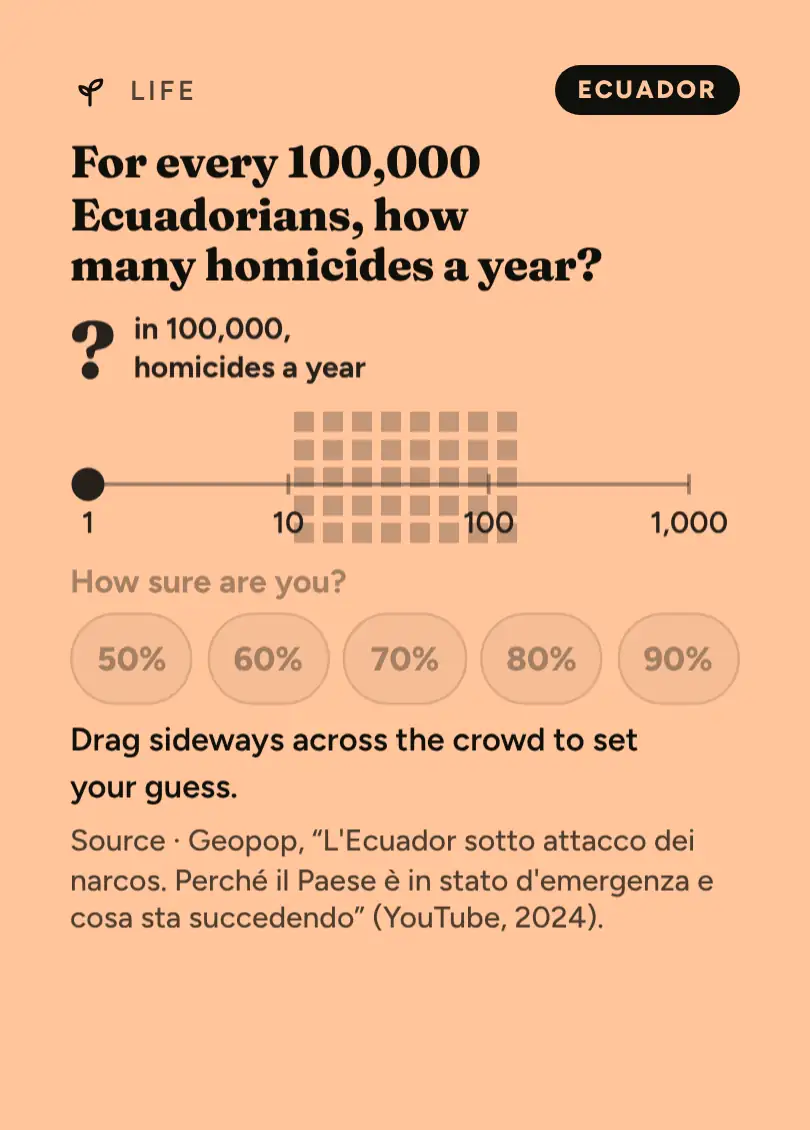 LIFE
ECUADOR
For every 100,000
Ecuadorians, how
many homicides a year?
? in 100,000,
homicides a year
1 10 100 1,000
How sure are you?
50% 60% 70% 80% 90%
Drag sideways across the crowd to set
your guess.
Source · Geopop, “L'Ecuador sotto attacco dei
narcos. Perché il Paese è in stato d'emergenza e
cosa sta succedendo” (YouTube, 2024).